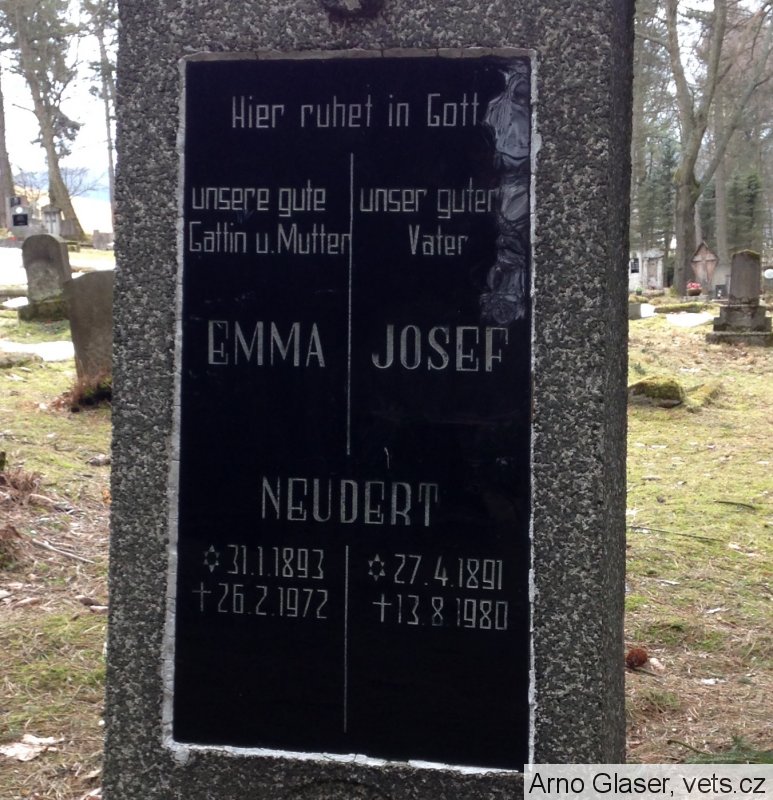 Hier ruhet in Gott
unsere gute
Gattin u. Mutter
unser guter
Vater
EMMA
JOSEF
NEUDERT
✡ 31.1.1893
✝ 26.2.1972
✡ 27.4.1891
✝ 13.8.1980
Arno Glaser, vets.cz